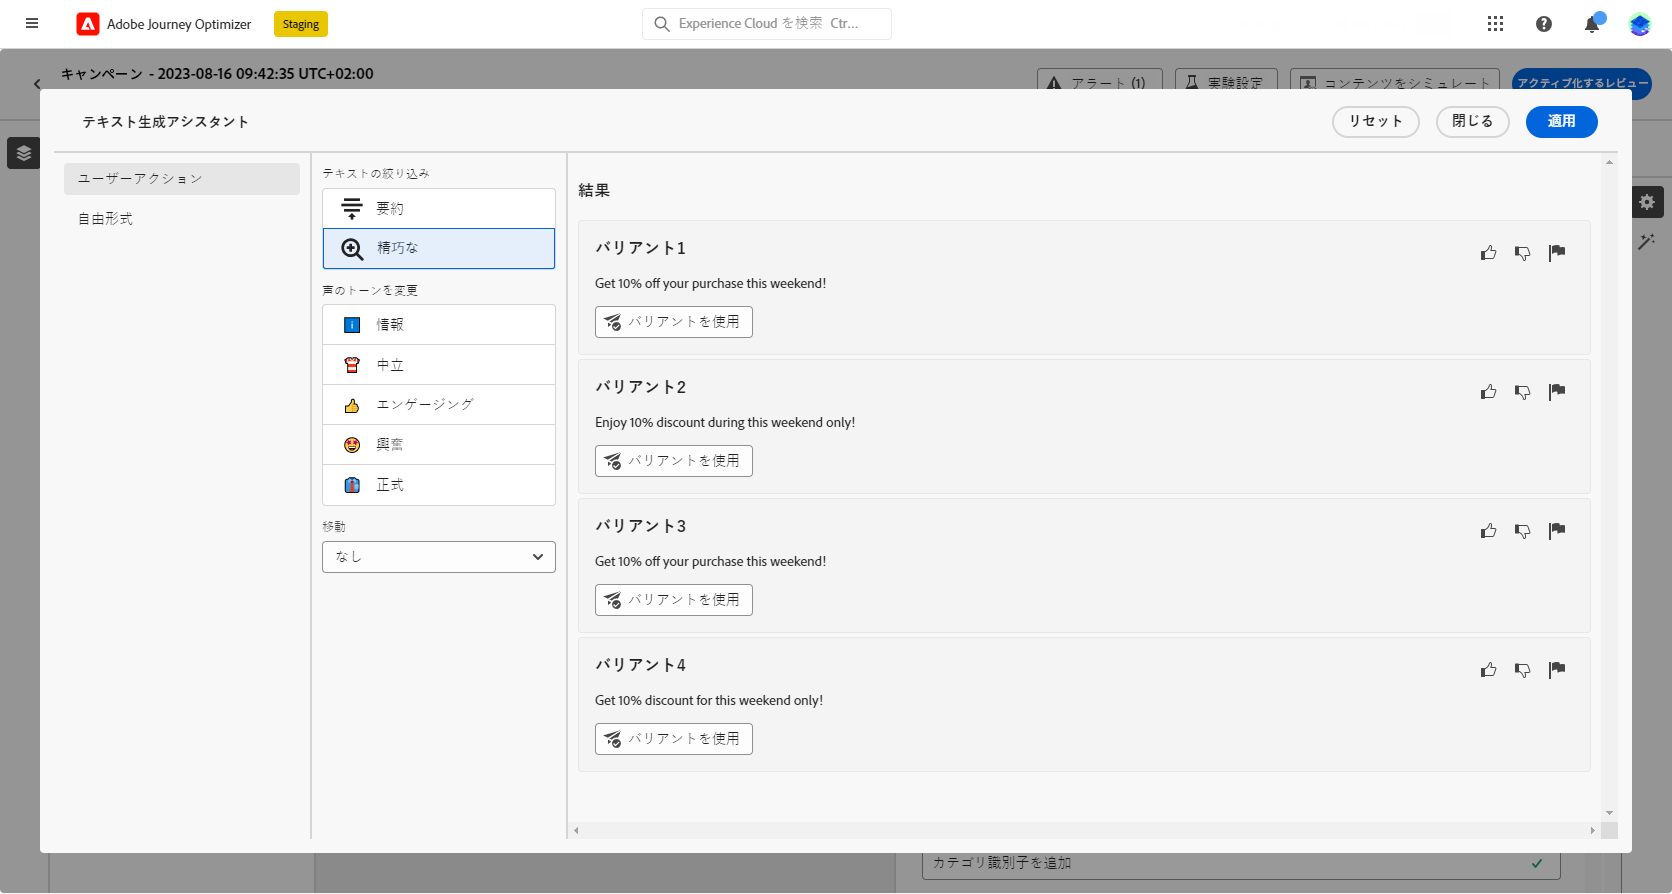 Adobe Journey Optimizer
Staging
Experience Cloud を検索 Ctr...
キャンペーン - 2023-08-16 09:42:35 UTC+02:00
アラート (1)
実験設定
コンテンツをシミュレート
アクティブ化するレビュー
テキスト生成アシスタント
リセット
閉じる
適用
ユーザーアクション
自由形式
テキストの絞り込み
要約
精巧な
声のトーンを変更
情報
中立
エンゲージング
興奮
正式
移動
なし
結果
バリアント1
Get 10% off your purchase this weekend!
バリアントを使用
バリアント2
Enjoy 10% discount during this weekend only!
バリアントを使用
バリアント3
Get 10% off your purchase this weekend!
バリアントを使用
バリアント4
Get 10% discount for this weekend only!
バリアントを使用
カテゴリ識別子を追加